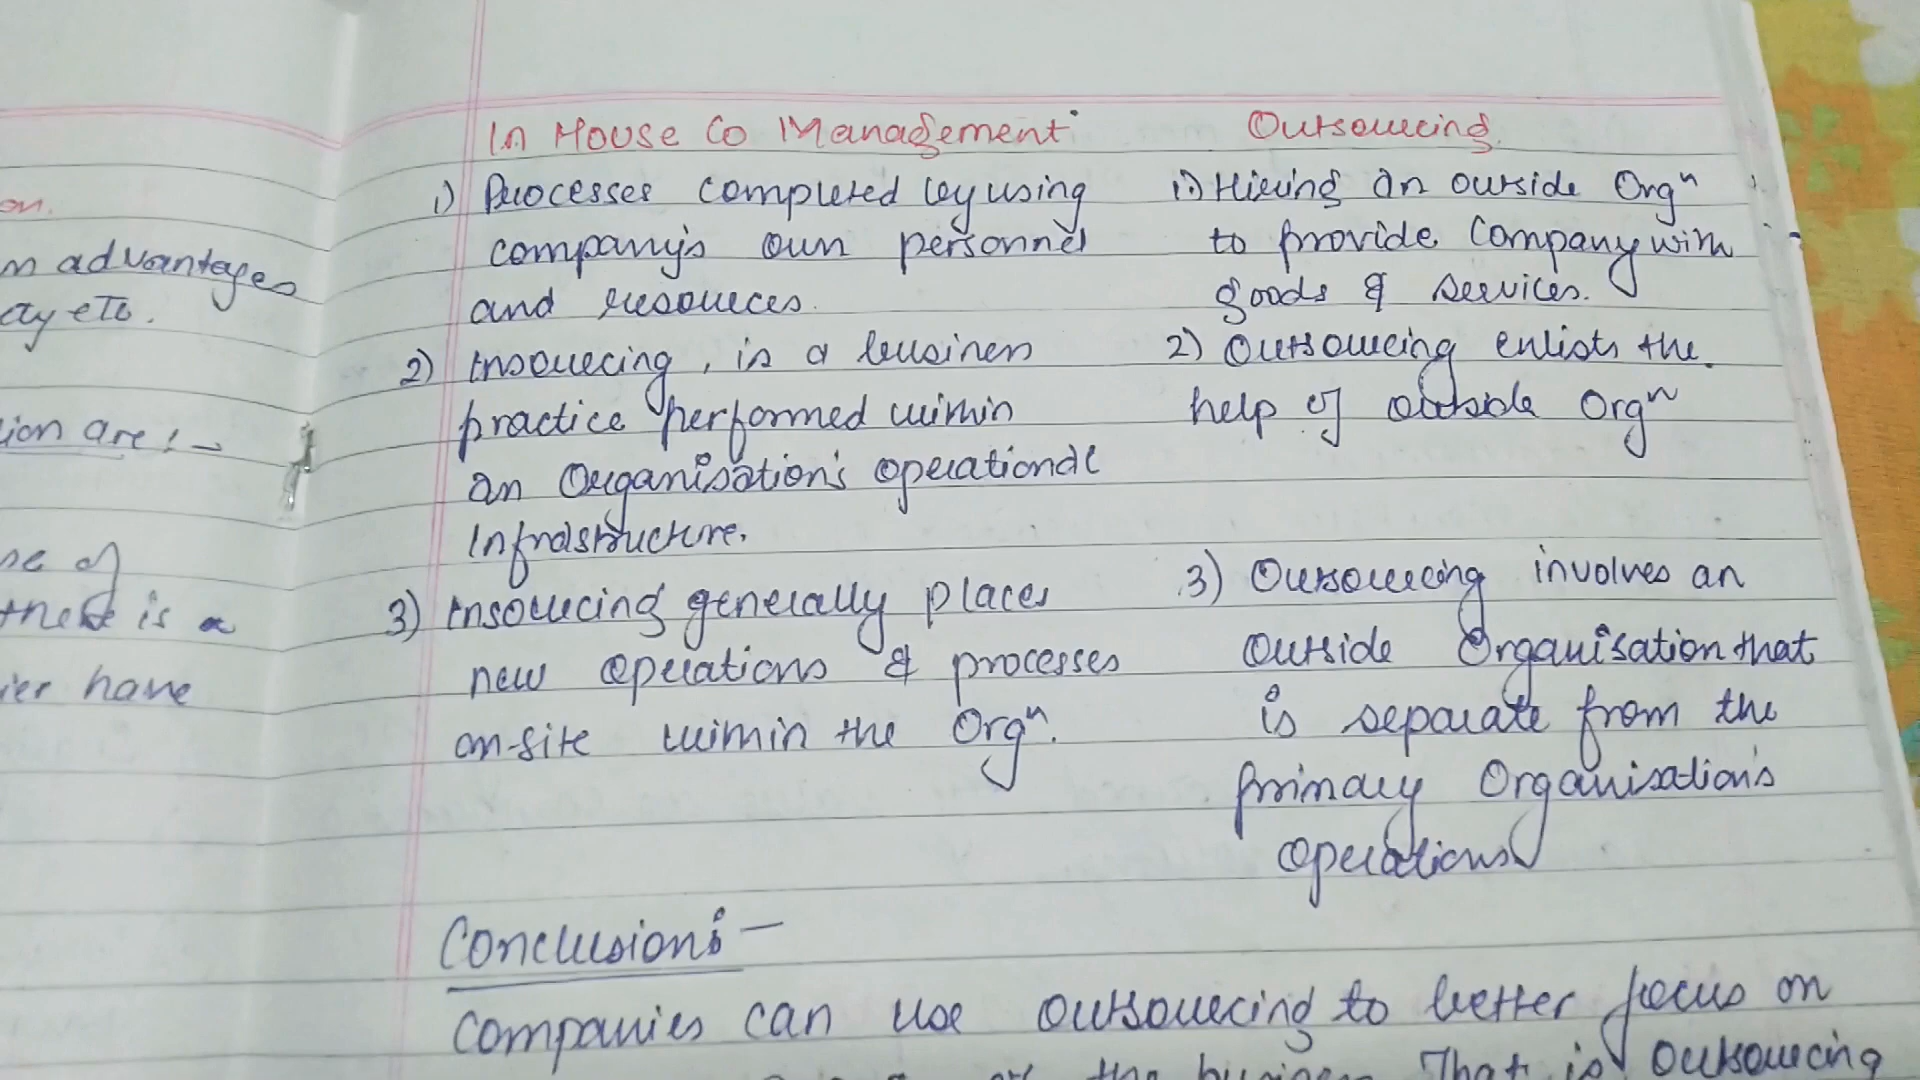 on.
m advantages
ay etc.
ion are :-
se of
there is a
ier have
In House Co Management
1) Processes completed by using
company's own personnel
and resources.
2) Insourcing, is a business
practice performed within
an Organisation's operational
Infrastructure.
3) Insourcing generally places
new operations & processes
on-site within the Orgn.
Outsourcing
1) Hiring an outside Orgn
to provide company with
goods & services.
2) Outsourcing enlists the
help of outside Orgn
3) Outsourcing involves an
outside Organisation that
is separate from the
primary Organisation's
operations
Conclusion :-
Companies can use outsourcing to better focus on
the business. That is outsourcing